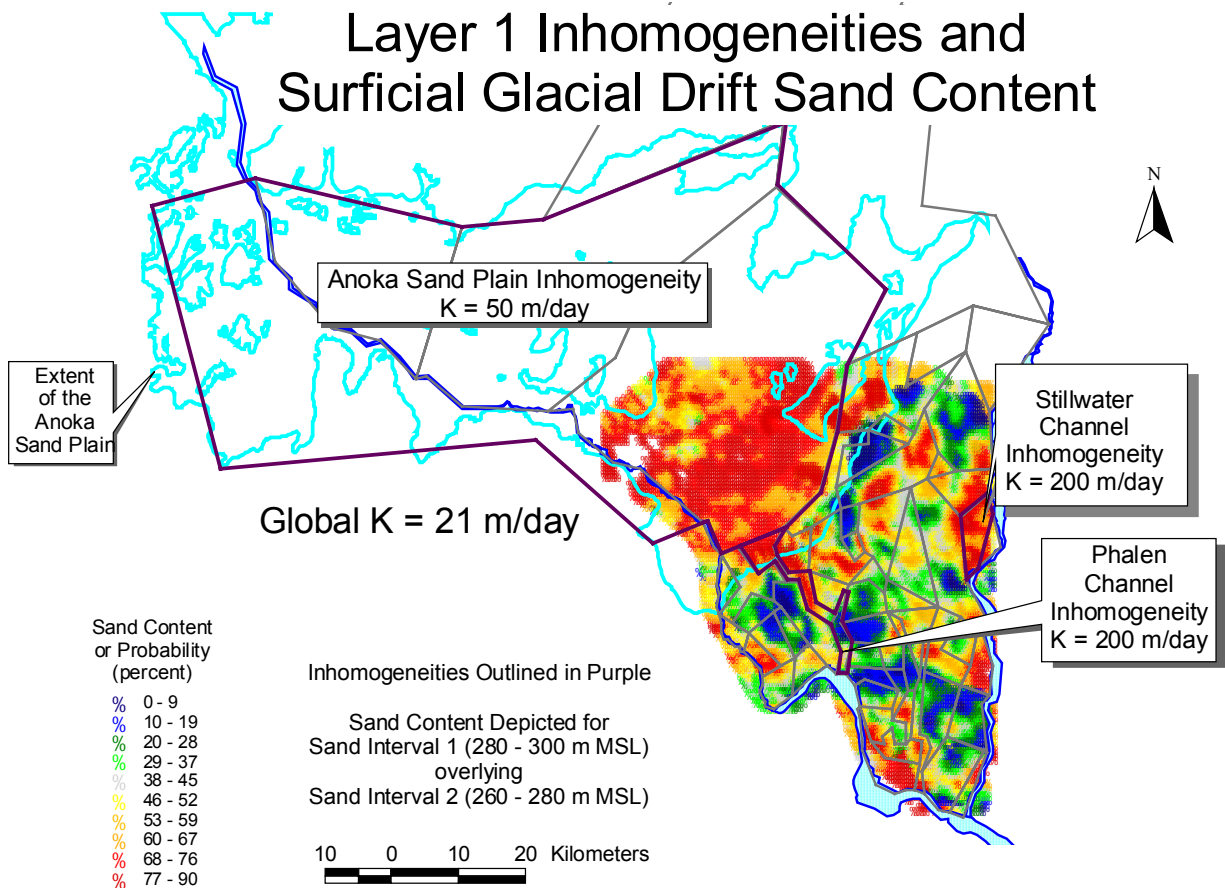 Layer 1 Inhomogeneities and
Surficial Glacial Drift Sand Content
N
Anoka Sand Plain Inhomogeneity
K = 50 m/day
Extent
of the
Anoka
Sand Plain
Stillwater
Channel
Inhomogeneity
K = 200 m/day
Global K = 21 m/day
Phalen
Channel
Inhomogeneity
K = 200 m/day
Sand Content
or Probability
(percent)
% 0 - 9
% 10 - 19
% 20 - 28
% 29 - 37
% 38 - 45
% 46 - 52
% 53 - 59
% 60 - 67
% 68 - 76
% 77 - 90
Inhomogeneities Outlined in Purple
Sand Content Depicted for
Sand Interval 1 (280 - 300 m MSL)
overlying
Sand Interval 2 (260 - 280 m MSL)
10 0 10 20 Kilometers